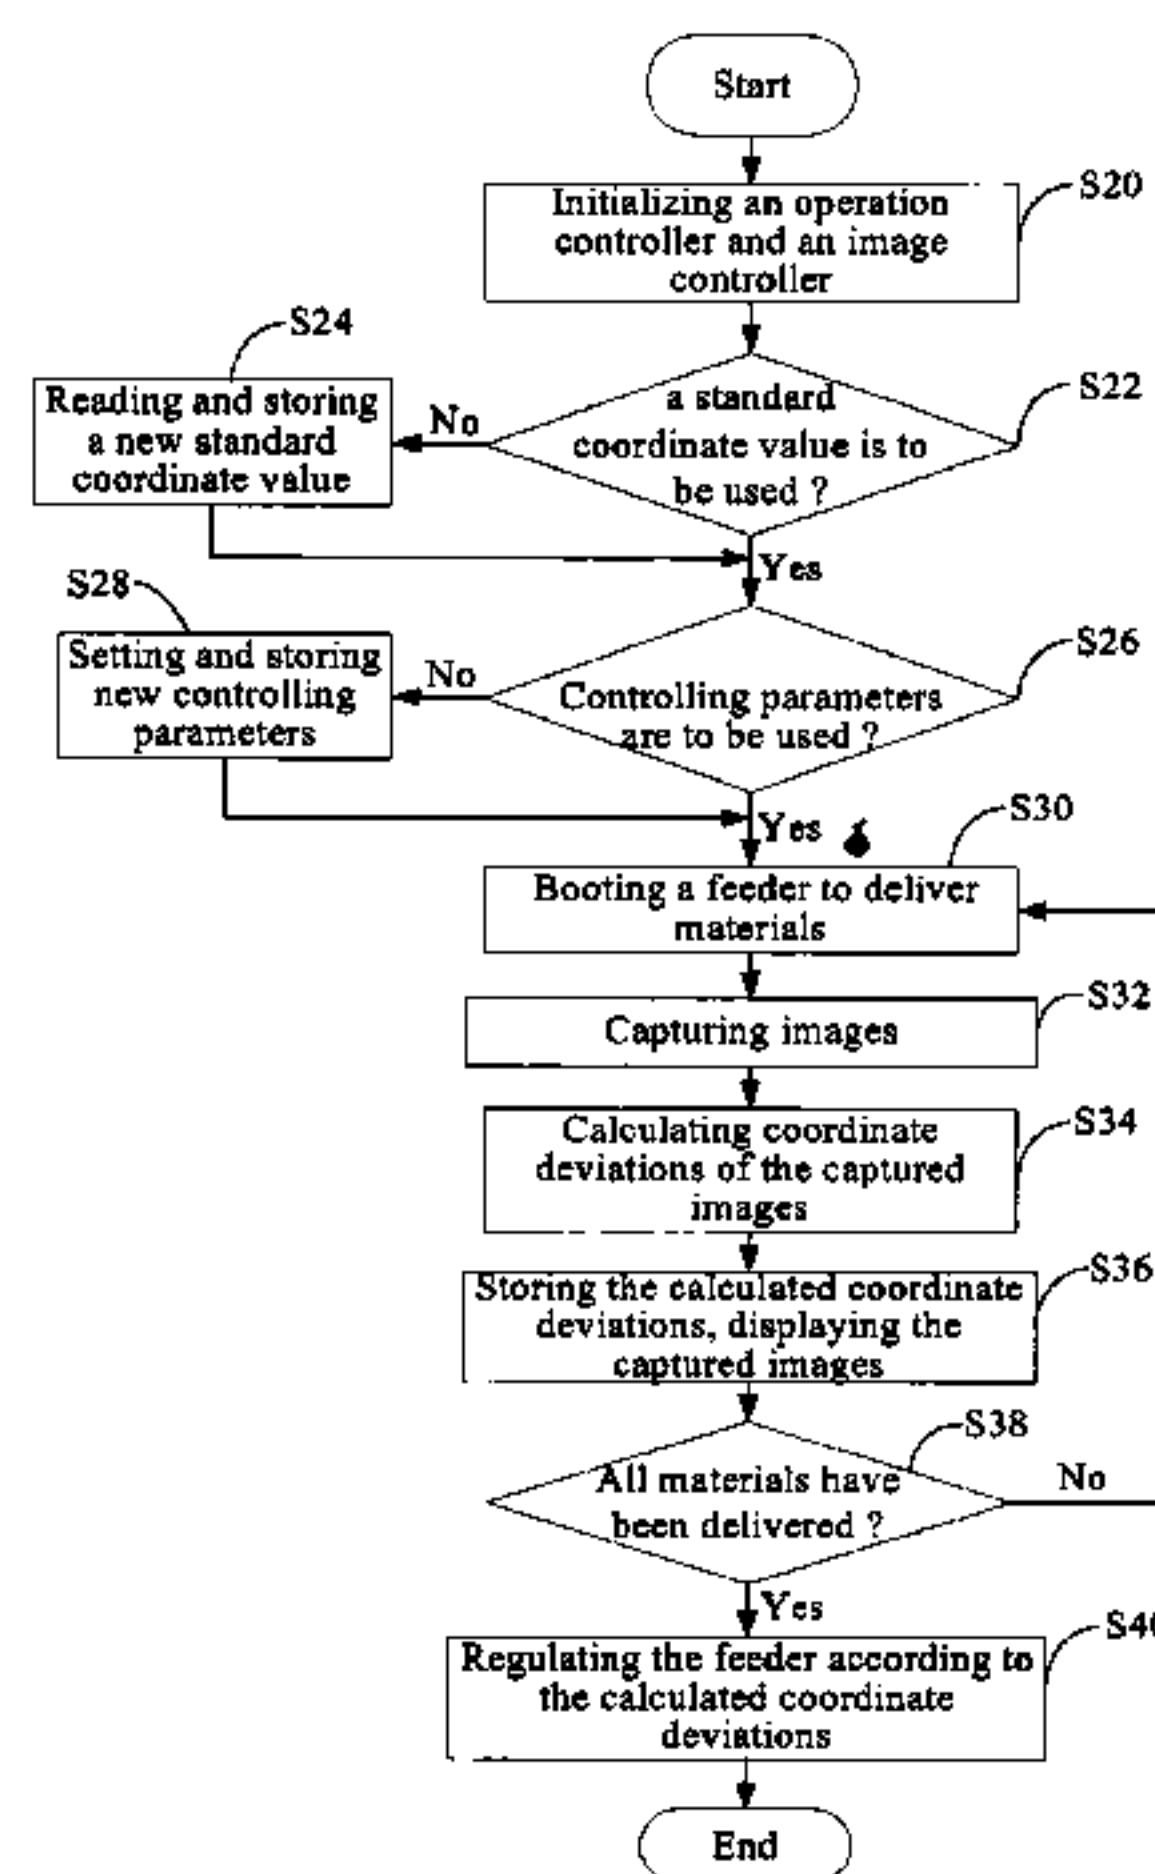 Start
S20
Initializing an operation
controller and an image
controller
S24
S22
Reading and storing
a new standard
coordinate value
No
a standard
coordinate value is to
be used ?
Yes
S28
S26
Setting and storing
new controlling
parameters
No
Controlling parameters
are to be used ?
Yes
S30
Booting a feeder to deliver
materials
S32
Capturing images
S34
Calculating coordinate
deviations of the captured
images
S36
Storing the calculated coordinate
deviations, displaying the
captured images
S38
All materials have
been delivered ?
No
Yes
S40
Regulating the feeder according to
the calculated coordinate
deviations
End